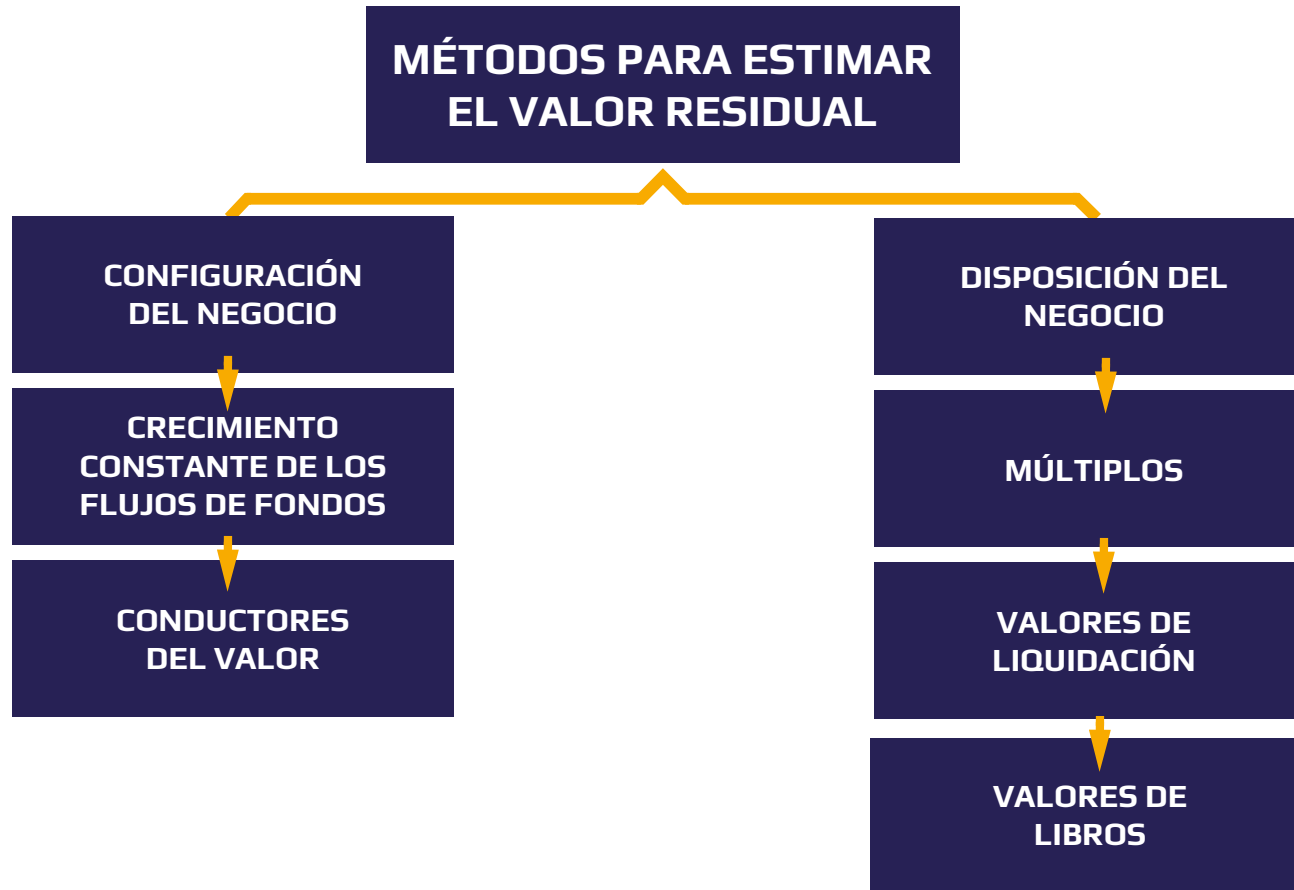 MÉTODOS PARA ESTIMAR
EL VALOR RESIDUAL
CONFIGURACIÓN
DEL NEGOCIO
CRECIMIENTO
CONSTANTE DE LOS
FLUJOS DE FONDOS
CONDUCTORES
DEL VALOR
DISPOSICIÓN DEL
NEGOCIO
MÚLTIPLOS
VALORES DE
LIQUIDACIÓN
VALORES DE
LIBROS